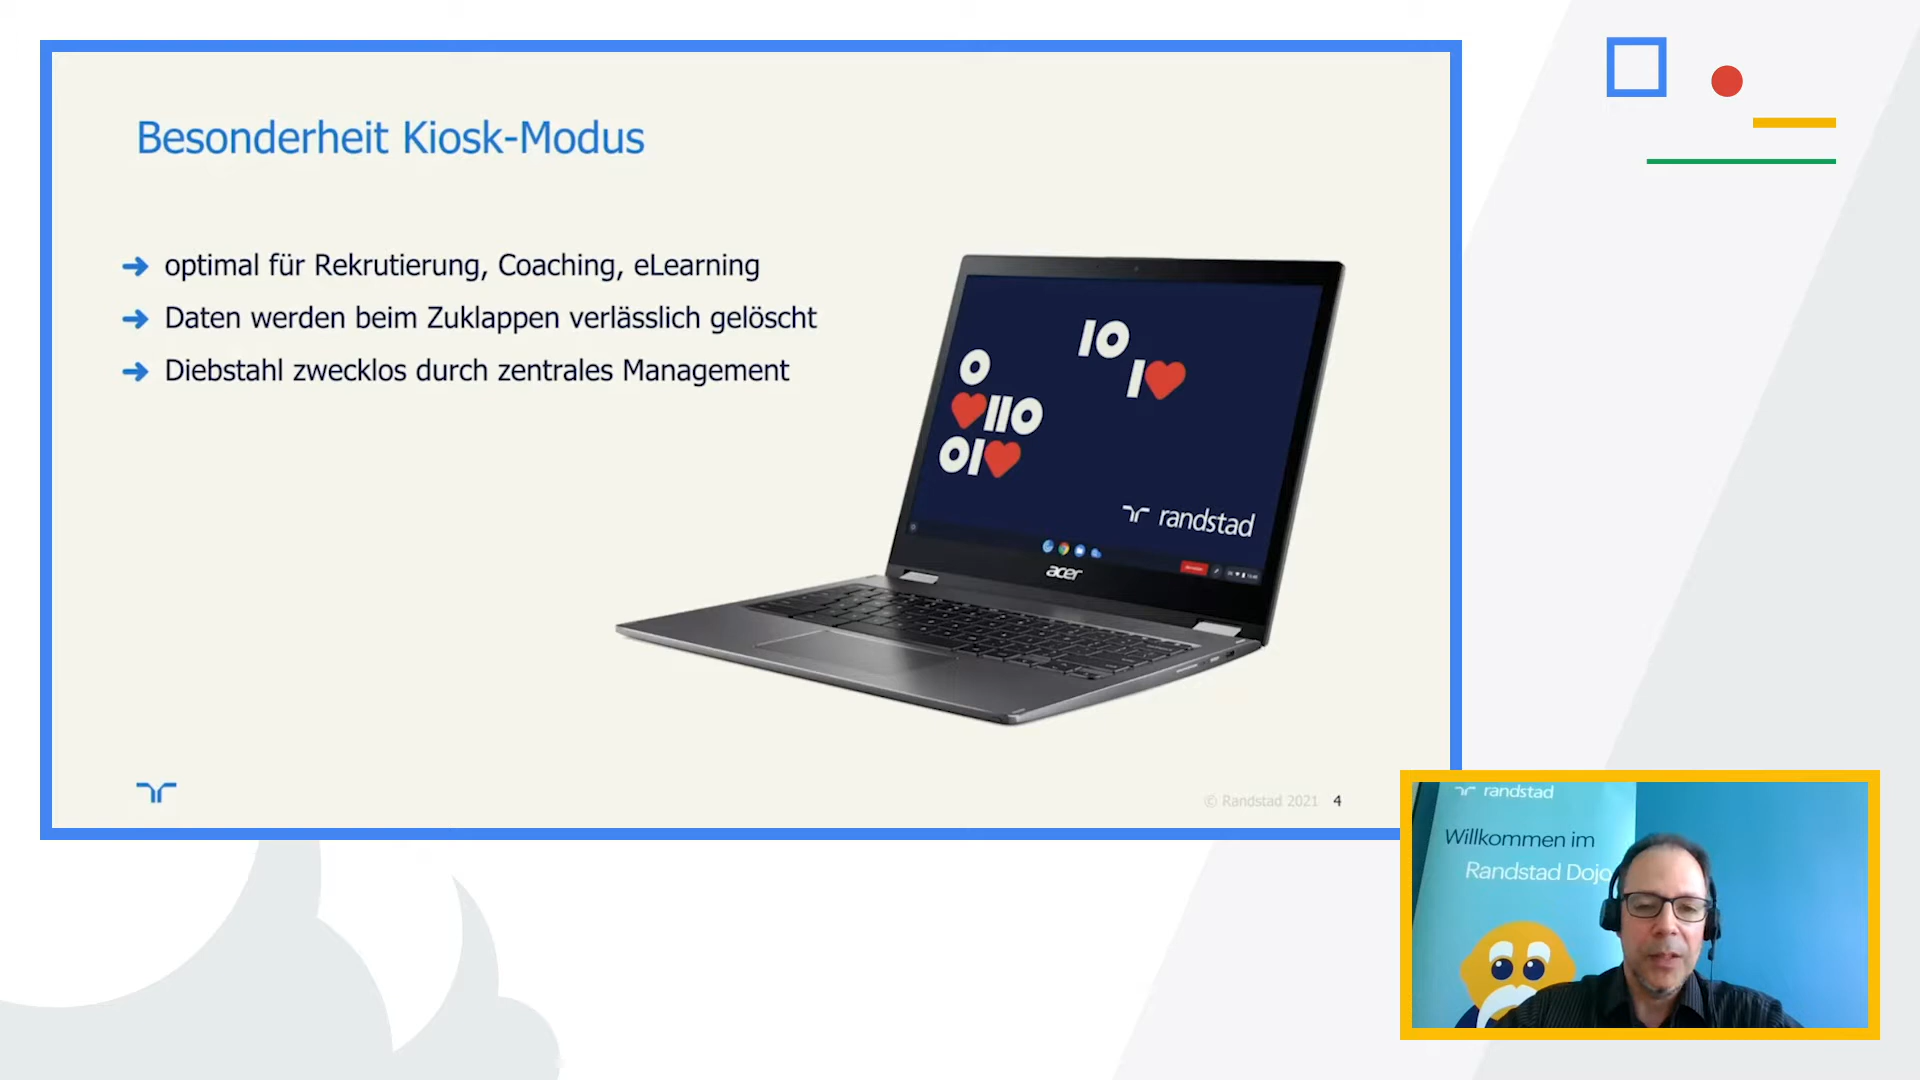 Besonderheit Kiosk-Modus
optimal für Rekrutierung, Coaching, eLearning
Daten werden beim Zuklappen verlässlich gelöscht
Diebstahl zwecklos durch zentrales Management
IO
I
O
IIO
OI
randstad
acer
© Randstad 2021 4
randstad
Willkommen im
Randstad Dojo